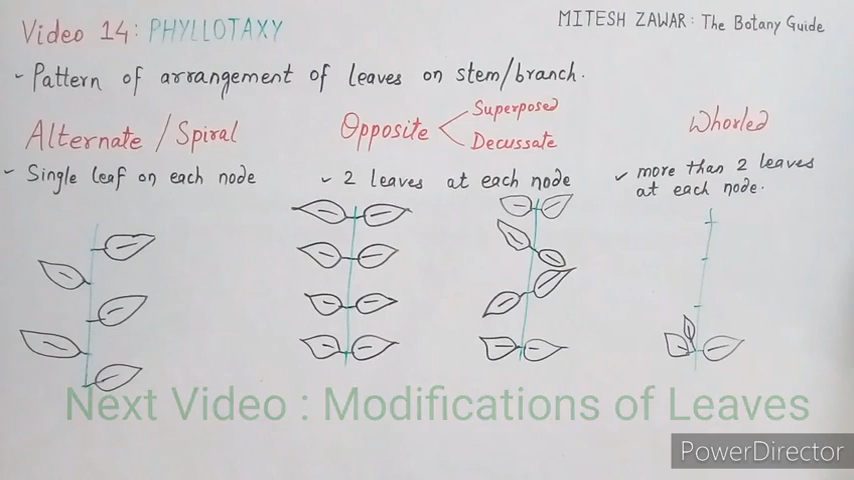 Video 14: PHYLLOTAXY
MITESH ZAWAR: The Botany Guide
- Pattern of arrangement of leaves on stem/branch.
Alternate / Spiral
- Single leaf on each node
Opposite < Superposed
Decussate
- 2 leaves at each node
Whorled
- more than 2 leaves
at each node.
Next Video : Modifications of Leaves
PowerDirector